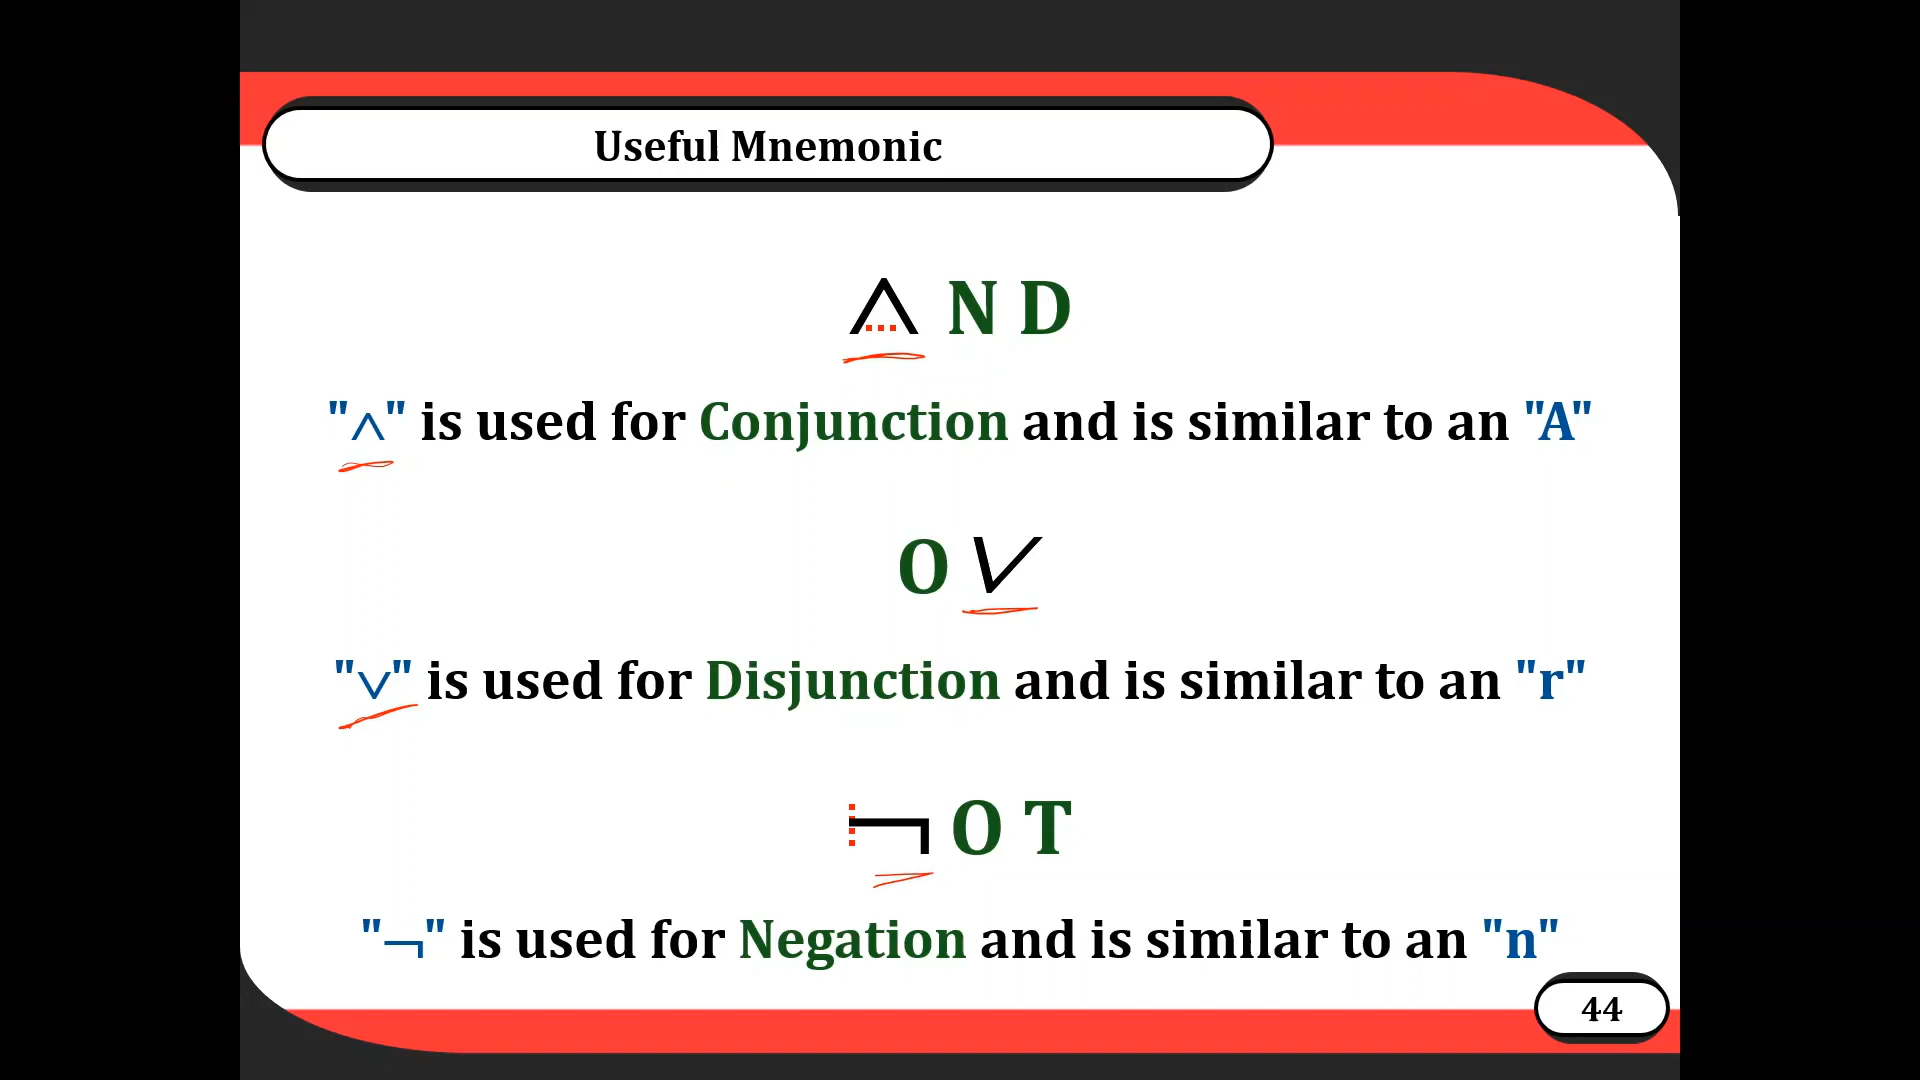 Useful Mnemonic
∧ N D
"∧" is used for Conjunction and is similar to an "A"
O ∨
"∨" is used for Disjunction and is similar to an "r"
¬ O T
"¬" is used for Negation and is similar to an "n"
44